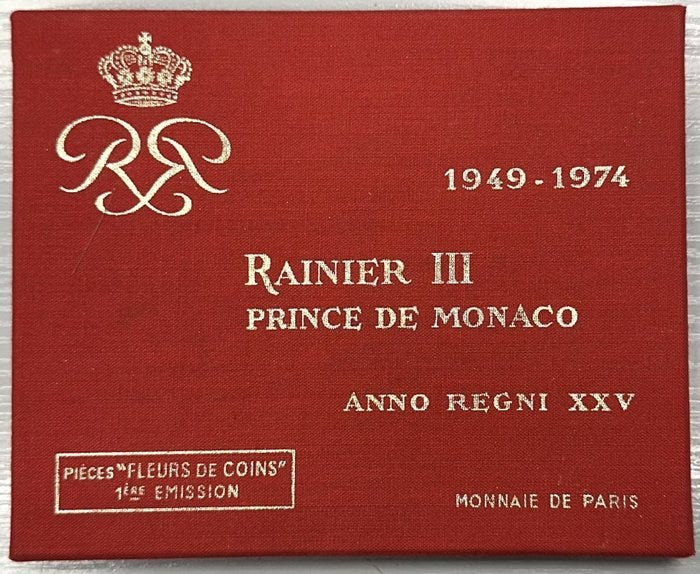 RR
1949-1974
RAINIER III
PRINCE DE MONACO
ANNO REGNI XXV
PIÈCES "FLEURS DE COINS"
1ÈRE EMISSION
MONNAIE DE PARIS